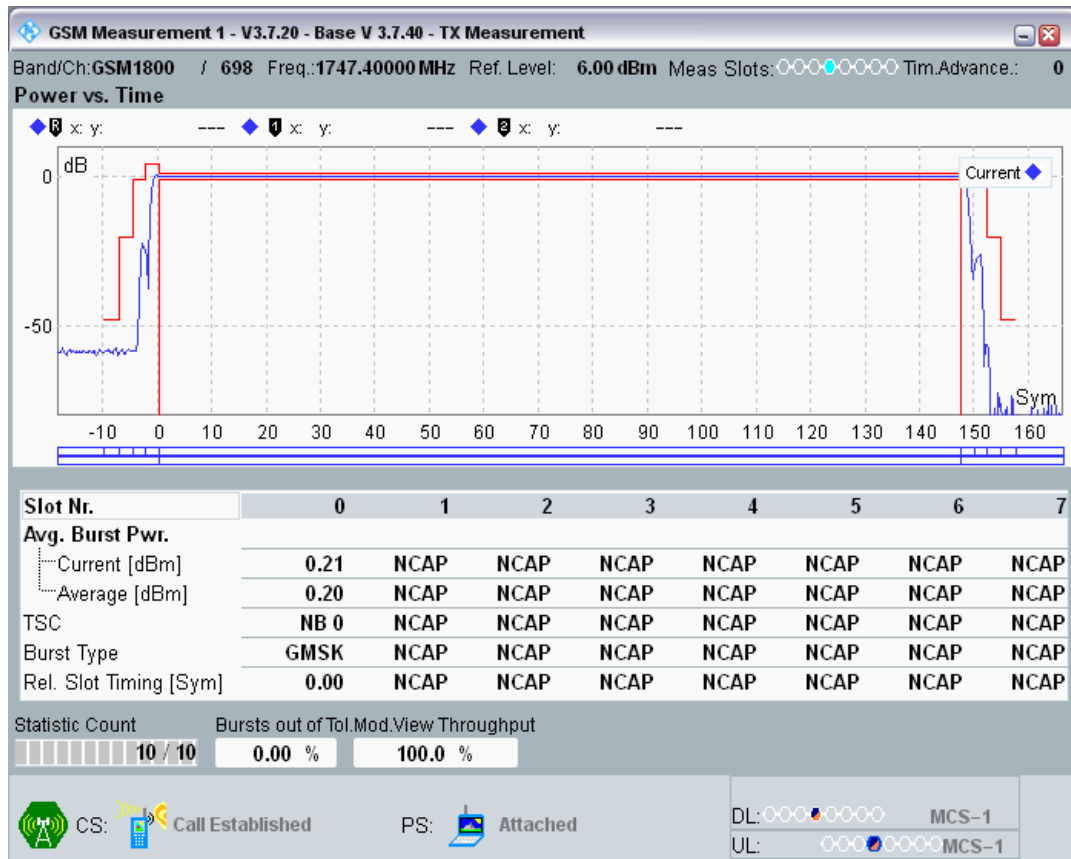 GSM Measurement 1 - V3.7.20 - Base V 3.7.40 - TX Measurement
Band/Ch:GSM1800 / 698 Freq.:1747.40000 MHz Ref. Level: 6.00 dBm Meas Slots: Tim.Advance.: 0
Power vs. Time
R x: y: --- 1 x: y: --- 2 x: y: ---
dB
Current
0
-50
Sym
-10 0 10 20 30 40 50 60 70 80 90 100 110 120 130 140 150 160
Slot Nr. 0 1 2 3 4 5 6 7
Avg. Burst Pwr.
Current [dBm] 0.21 NCAP NCAP NCAP NCAP NCAP NCAP NCAP
Average [dBm] 0.20 NCAP NCAP NCAP NCAP NCAP NCAP NCAP
TSC NB 0 NCAP NCAP NCAP NCAP NCAP NCAP NCAP
Burst Type GMSK NCAP NCAP NCAP NCAP NCAP NCAP NCAP
Rel. Slot Timing [Sym] 0.00 NCAP NCAP NCAP NCAP NCAP NCAP NCAP
Statistic Count Bursts out of Tol. Mod.View Throughput
10 / 10 0.00 % 100.0 %
CS: Call Established PS: Attached DL: MCS-1
UL: MCS-1